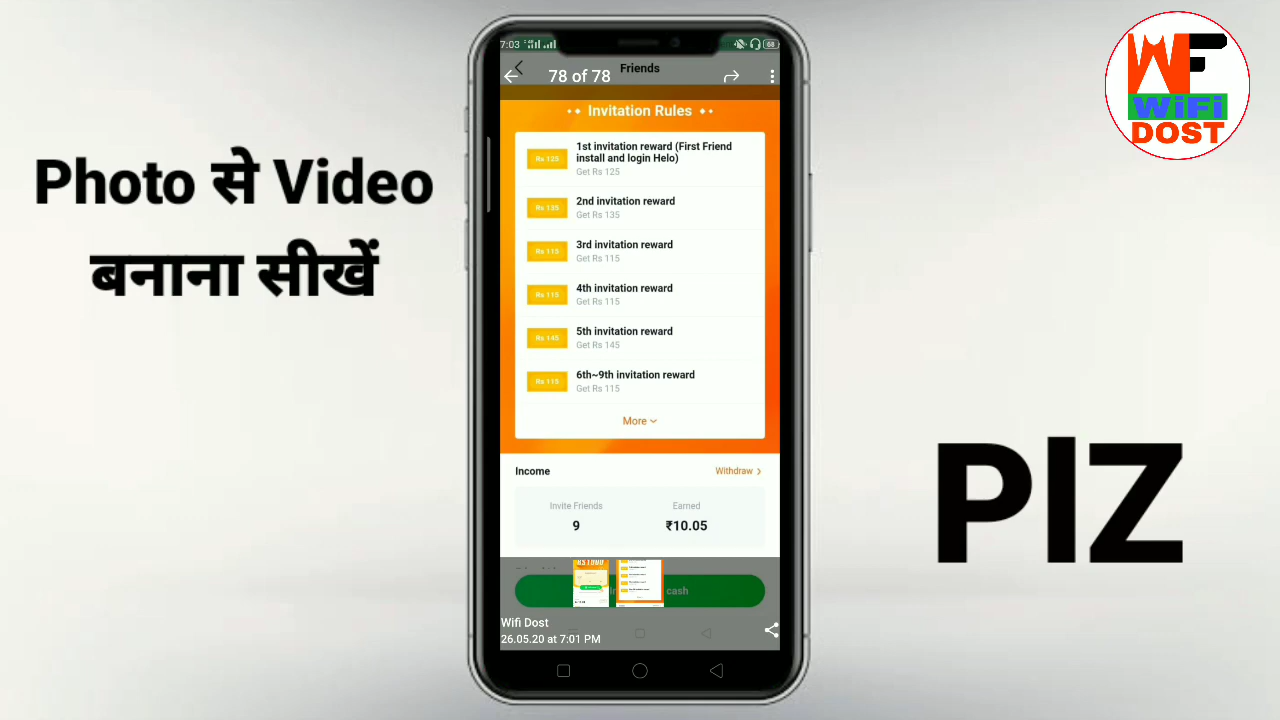 Photo से Video
बनाना सीखें
7:03
68
Friends
78 of 78
Invitation Rules
Rs 125
1st invitation reward (First Friend
install and login Helo)
Get Rs 125
Rs 135
2nd invitation reward
Get Rs 135
Rs 115
3rd invitation reward
Get Rs 115
Rs 115
4th invitation reward
Get Rs 115
Rs 145
5th invitation reward
Get Rs 145
Rs 115
6th~9th invitation reward
Get Rs 115
More
Income
Withdraw
Invite Friends
Earned
9
₹10.05
cash
Wifi Dost
26.05.20 at 7:01 PM
WF
WiFi
DOST
PlZ